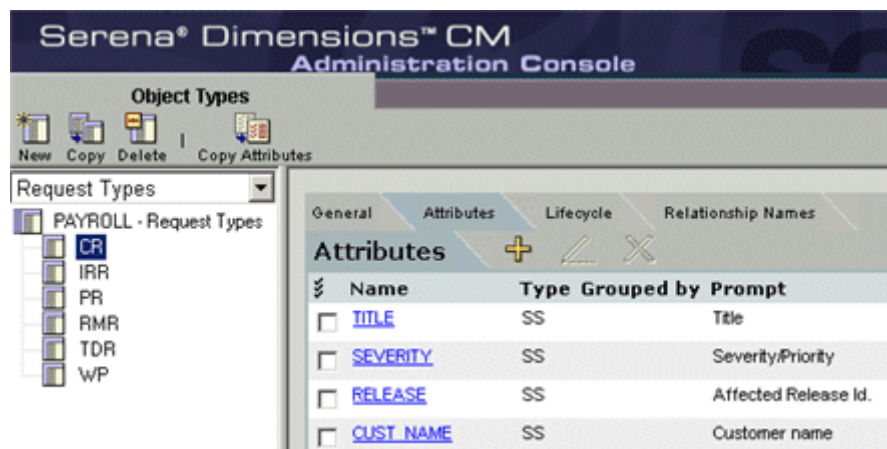 Serena® Dimensions™ CM
Administration Console
Object Types
New Copy Delete Copy Attributes
Request Types
PAYROLL - Request Types
CR
IRR
PR
RMR
TDR
WP
General Attributes Lifecycle Relationship Names
Attributes
Name Type Grouped by Prompt
TITLE SS Title
SEVERITY SS Severity/Priority
RELEASE SS Affected Release Id.
CUST_NAME SS Customer name